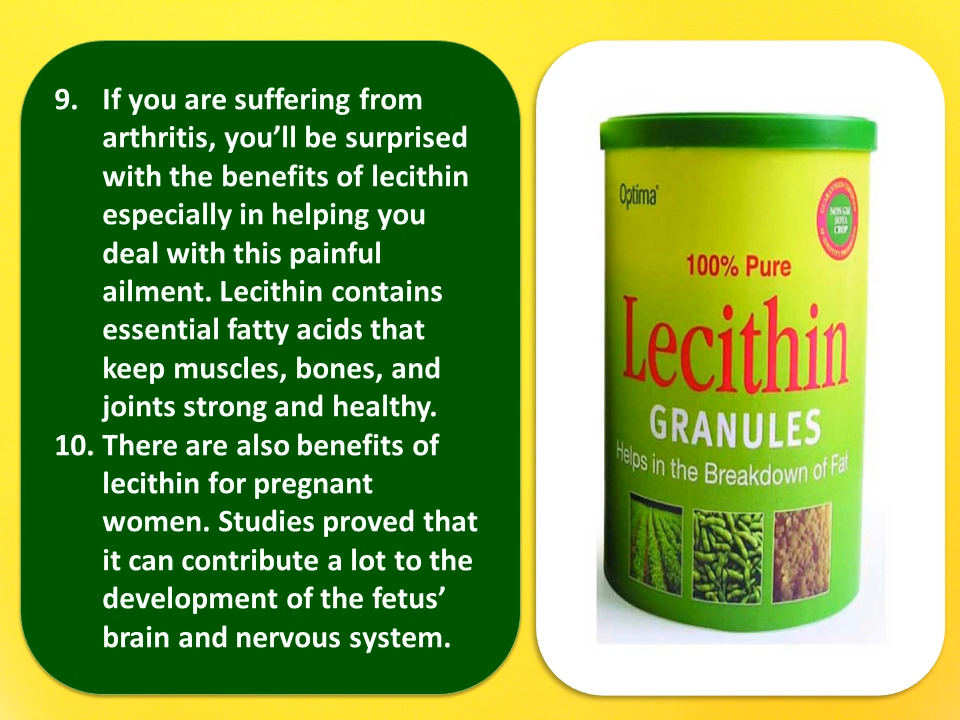 9. If you are suffering from
arthritis, you’ll be surprised
with the benefits of lecithin
especially in helping you
deal with this painful
ailment. Lecithin contains
essential fatty acids that
keep muscles, bones, and
joints strong and healthy.
10. There are also benefits of
lecithin for pregnant
women. Studies proved that
it can contribute a lot to the
development of the fetus’
brain and nervous system.
Optima
NON GM
SOYA
CROP
100% Pure
Lecithin
GRANULES
Helps in the Breakdown of Fat